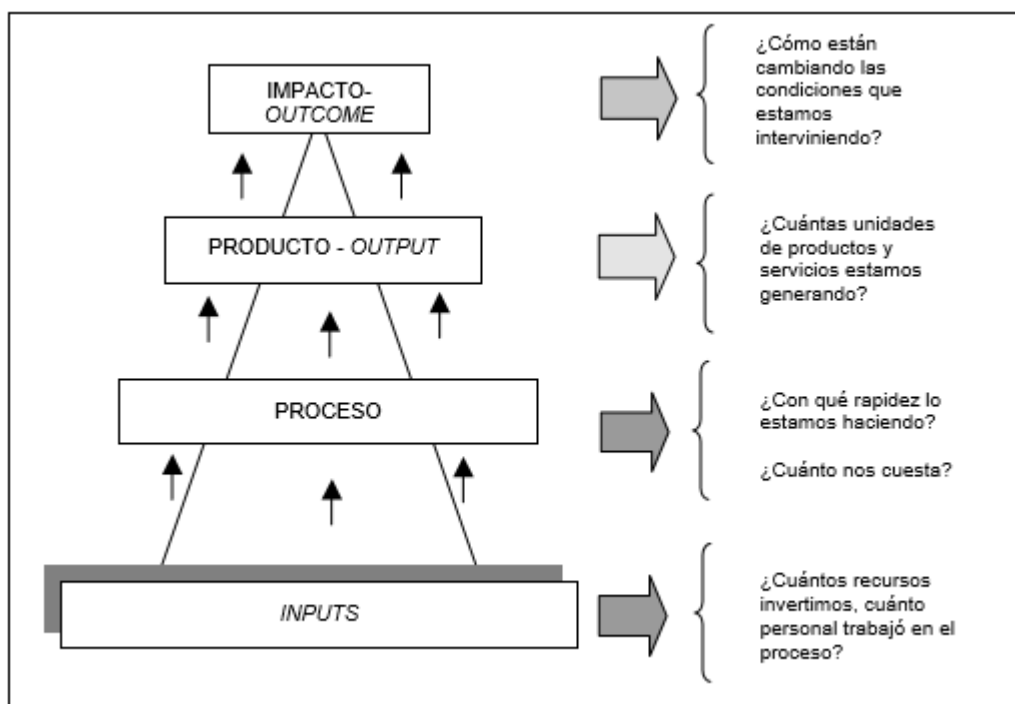 IMPACTO-
OUTCOME
¿Cómo están
cambiando las
condiciones que
estamos
interviniendo?
PRODUCTO - OUTPUT
¿Cuántas unidades
de productos y
servicios estamos
generando?
PROCESO
¿Con qué rapidez lo
estamos haciendo?
¿Cuánto nos cuesta?
INPUTS
¿Cuántos recursos
invertimos, cuánto
personal trabajó en el
proceso?